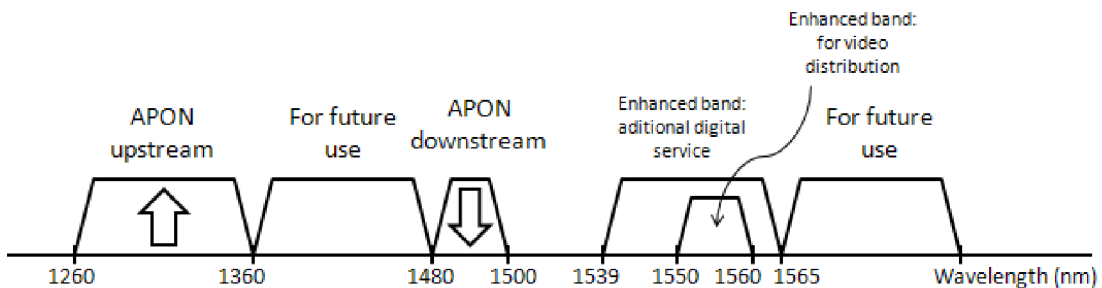 Enhanced band:
for video
distribution
APON
upstream
For future
use
APON
downstream
Enhanced band:
aditional digital
service
For future
use
1260
1360
1480
1500
1539
1550
1560
1565
Wavelength (nm)